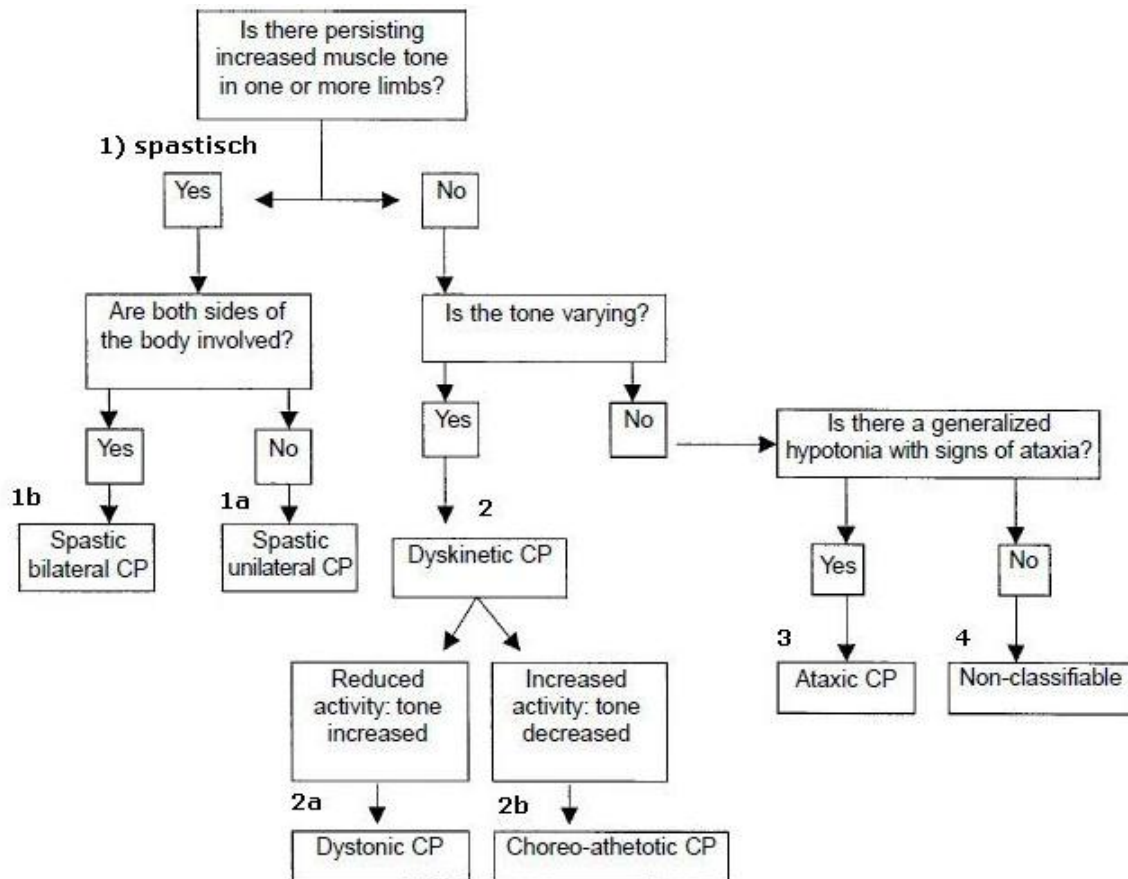 Is there persisting
increased muscle tone
in one or more limbs?
1) spastisch
Yes
No
Are both sides of
the body involved?
Is the tone varying?
Yes
No
Yes
No
Is there a generalized
hypotonia with signs of ataxia?
1b
1a
2
Spastic
bilateral CP
Spastic
unilateral CP
Dyskinetic CP
Yes
No
3
4
Reduced
activity: tone
increased
Increased
activity: tone
decreased
Ataxic CP
Non-classifiable
2a
2b
Dystonic CP
Choreo-athetotic CP